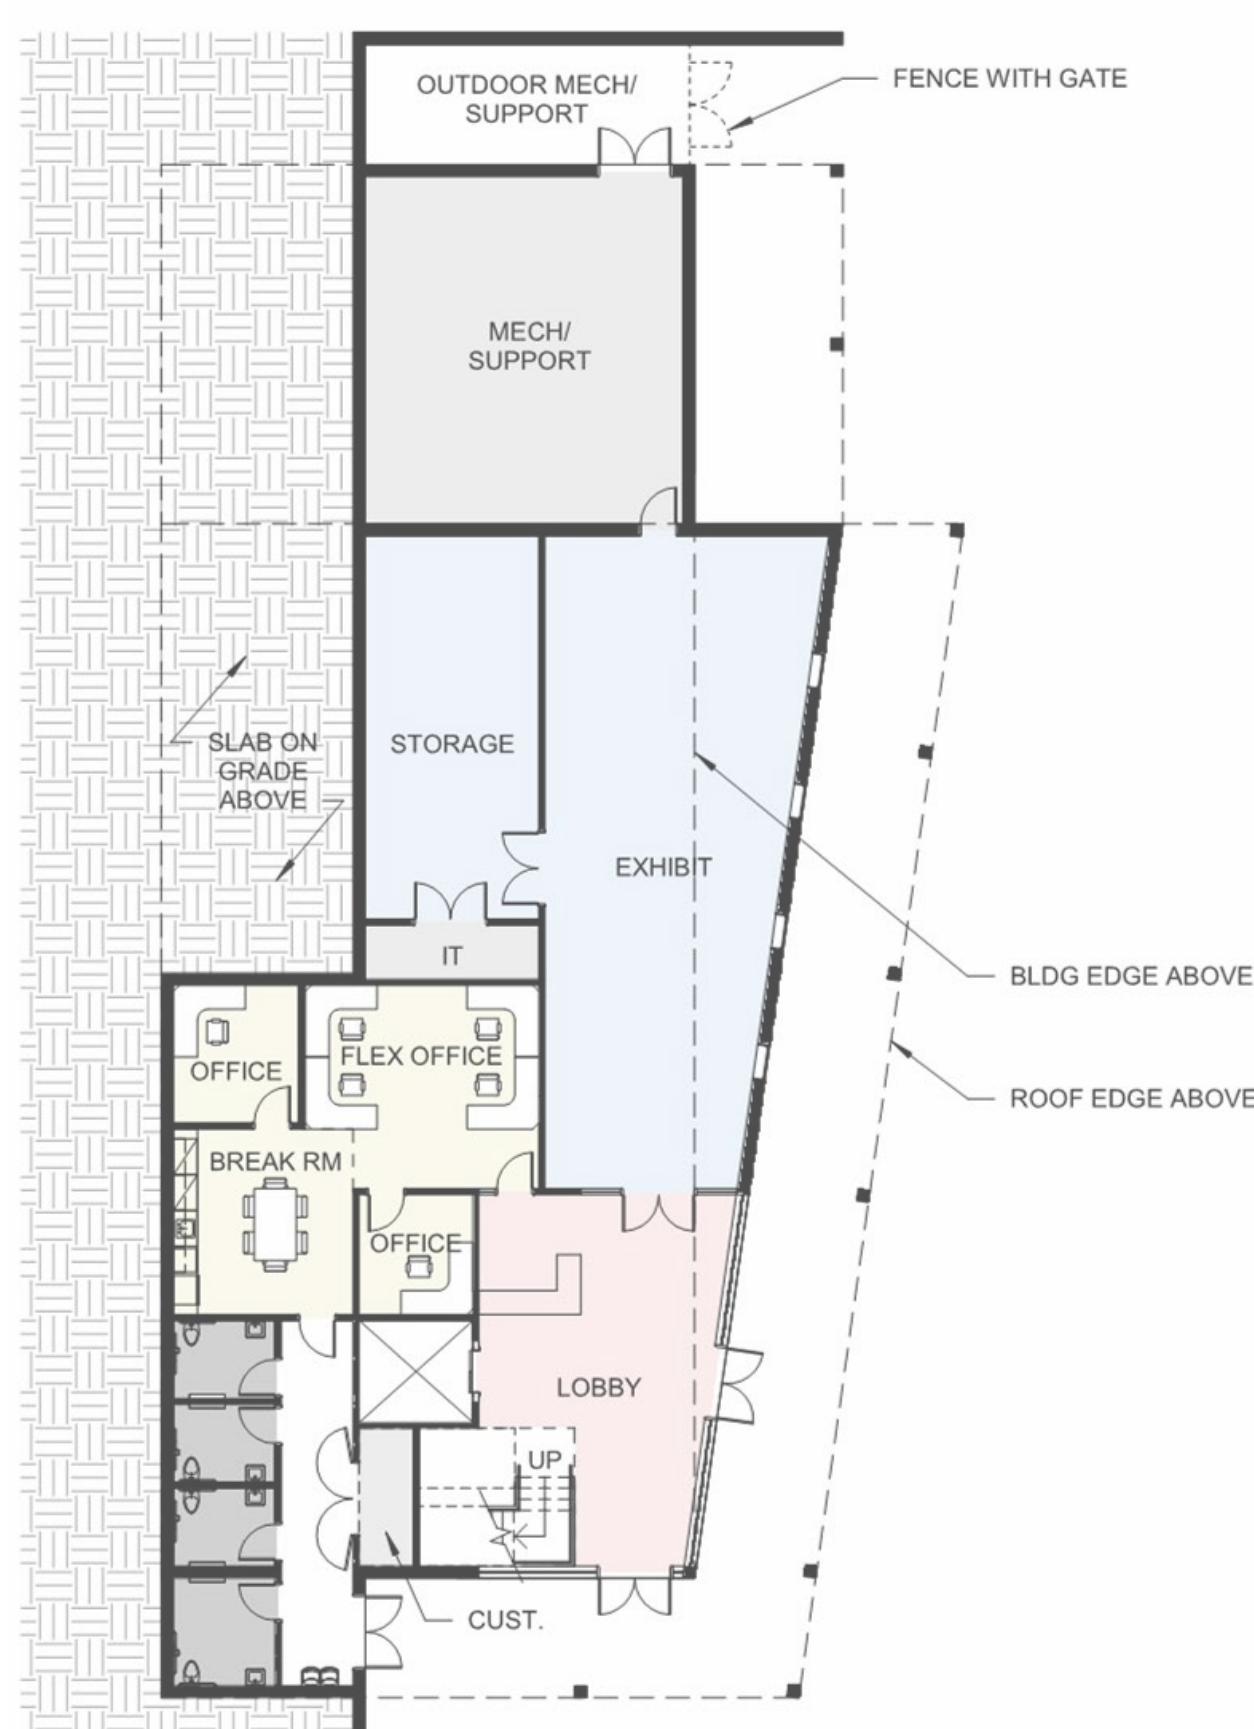 OUTDOOR MECH/
SUPPORT
FENCE WITH GATE
MECH/
SUPPORT
SLAB ON
GRADE
ABOVE
STORAGE
EXHIBIT
IT
BLDG EDGE ABOVE
OFFICE
FLEX OFFICE
ROOF EDGE ABOVE
BREAK RM
OFFICE
LOBBY
UP
CUST.